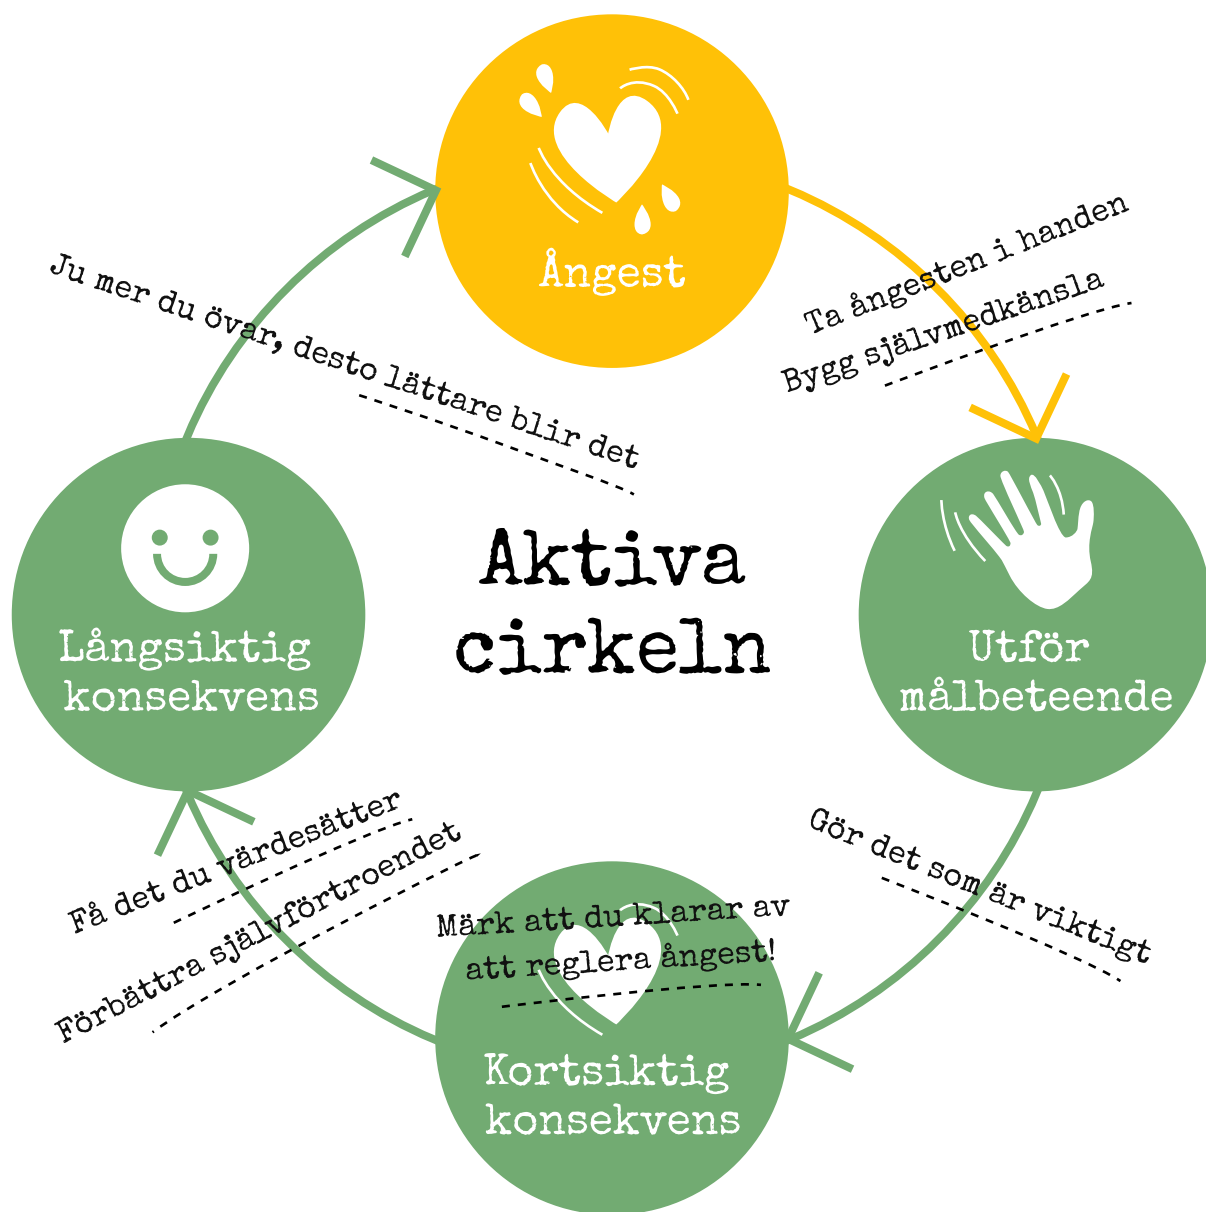 Ångest
Ta ångesten i handen
Bygg självmedkänsla
Ju mer du övar, desto lättare blir det
Aktiva
cirkeln
Långsiktig
konsekvens
Utför
målbeteende
Få det du värdesätter
Förbättra självförtroendet
Gör det som är viktigt
Märk att du klarar av
att reglera ångest!
Kortsiktig
konsekvens